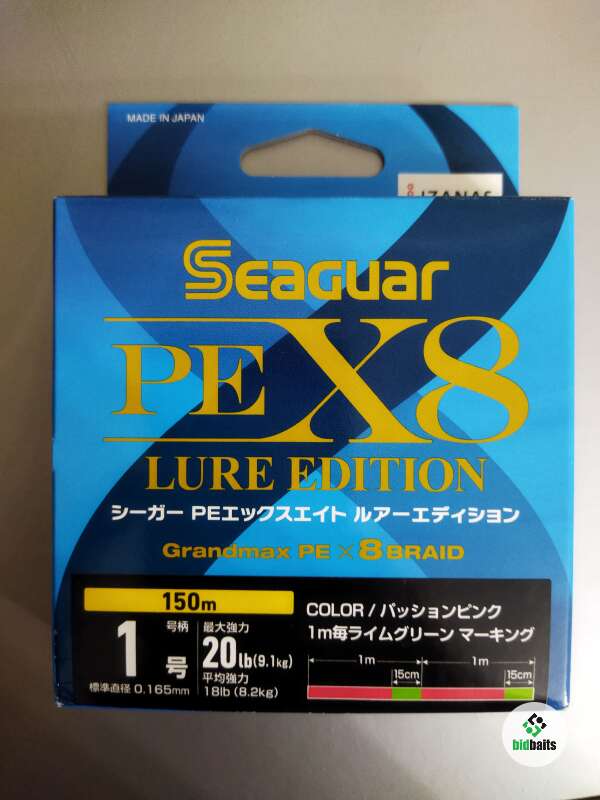 MADE IN JAPAN
IZANAS
Seaguar
PE X8
LURE EDITION
シーガー PEエックスエイト ルアーエディション
Grandmax PE ×8 BRAID
150m
1号
号柄
標準直径 0.165mm
最大強力
20lb(9.1kg)
平均強力
18lb(8.2kg)
COLOR/パッションピンク
1m毎ライムグリーン マーキング
1m 1m
15cm 15cm
bidbaits